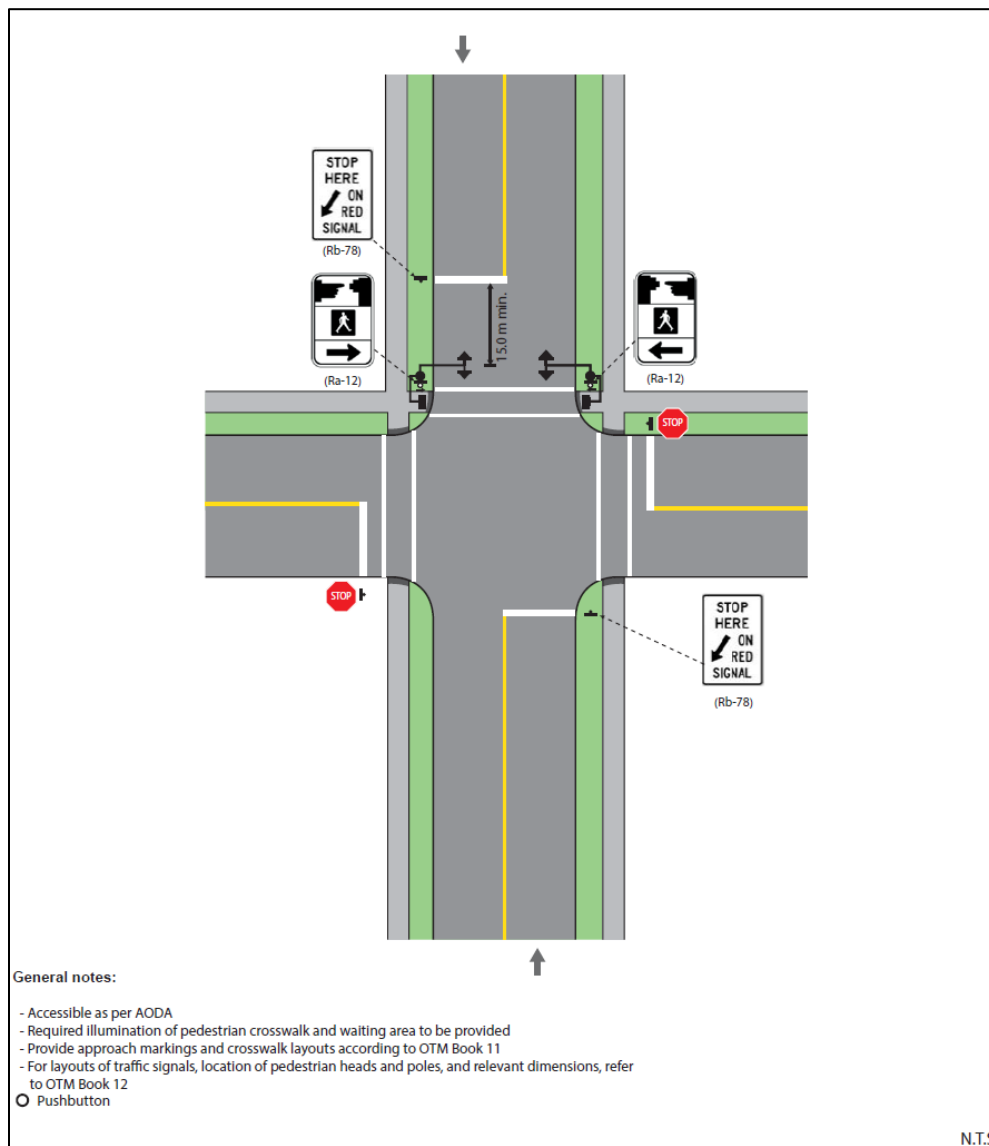 STOP
HERE
ON
RED
SIGNAL
(Rb-78)
15.0 m min.
(Ra-12)
(Ra-12)
STOP
STOP
STOP
HERE
ON
RED
SIGNAL
(Rb-78)
General notes:
- Accessible as per AODA
- Required illumination of pedestrian crosswalk and waiting area to be provided
- Provide approach markings and crosswalk layouts according to OTM Book 11
- For layouts of traffic signals, location of pedestrian heads and poles, and relevant dimensions, refer
to OTM Book 12
Pushbutton